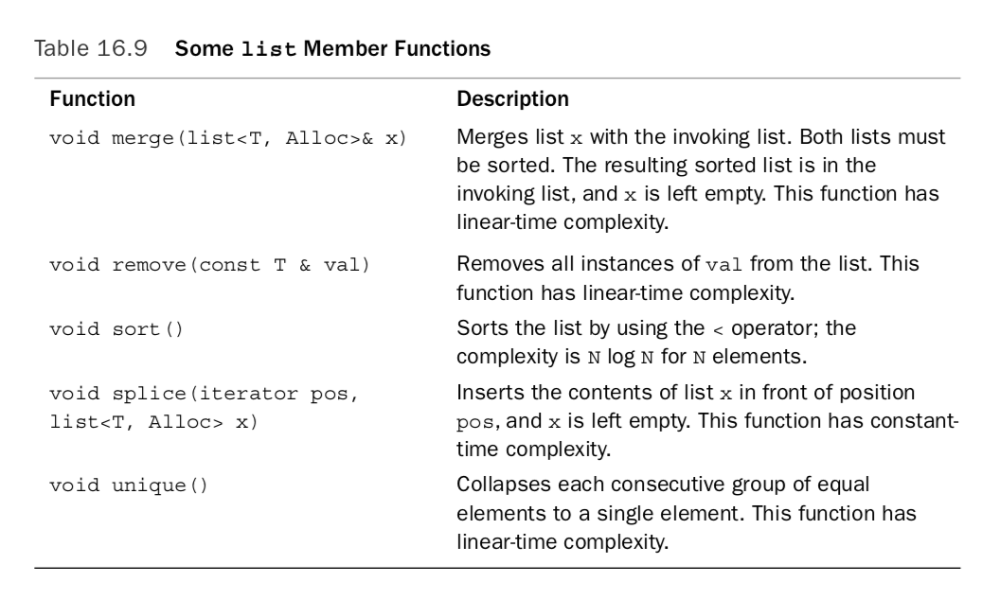 Table 16.9 Some list Member Functions
Function Description
void merge(list<T, Alloc>& x) Merges list x with the invoking list. Both lists must
be sorted. The resulting sorted list is in the
invoking list, and x is left empty. This function has
linear-time complexity.
void remove(const T & val) Removes all instances of val from the list. This
function has linear-time complexity.
void sort() Sorts the list by using the < operator; the
complexity is N log N for N elements.
void splice(iterator pos, Inserts the contents of list x in front of position
list<T, Alloc> x) pos, and x is left empty. This function has constant-
time complexity.
void unique() Collapses each consecutive group of equal
elements to a single element. This function has
linear-time complexity.